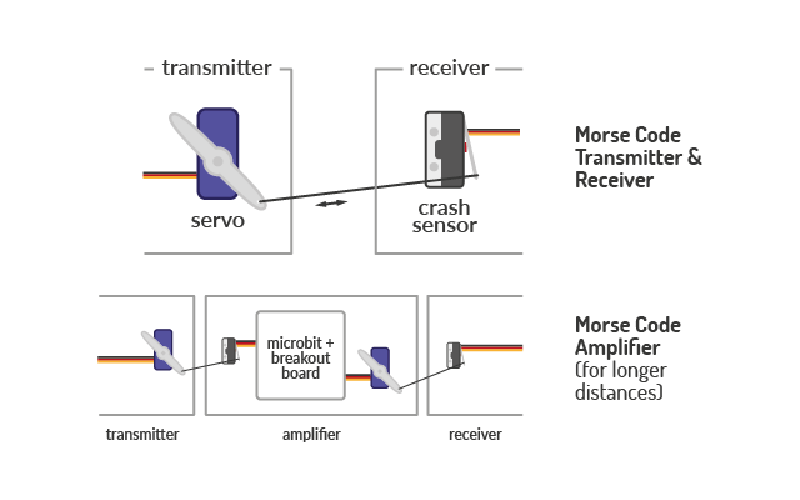 transmitter
receiver
servo
crash
sensor
Morse Code
Transmitter &
Receiver
microbit +
breakout
board
transmitter
amplifier
receiver
Morse Code
Amplifier
(for longer
distances)